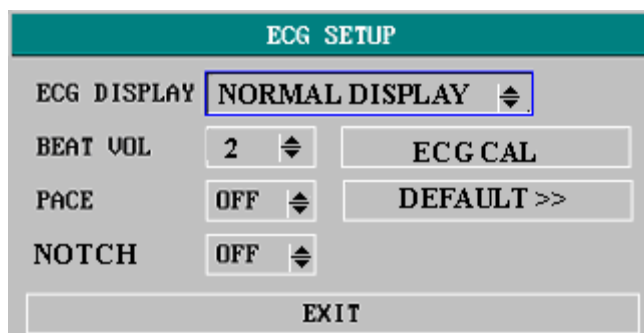 ECG SETUP
ECG DISPLAY NORMAL DISPLAY
BEAT VOL 2 ECG CAL
PACE OFF DEFAULT >>
NOTCH OFF
EXIT